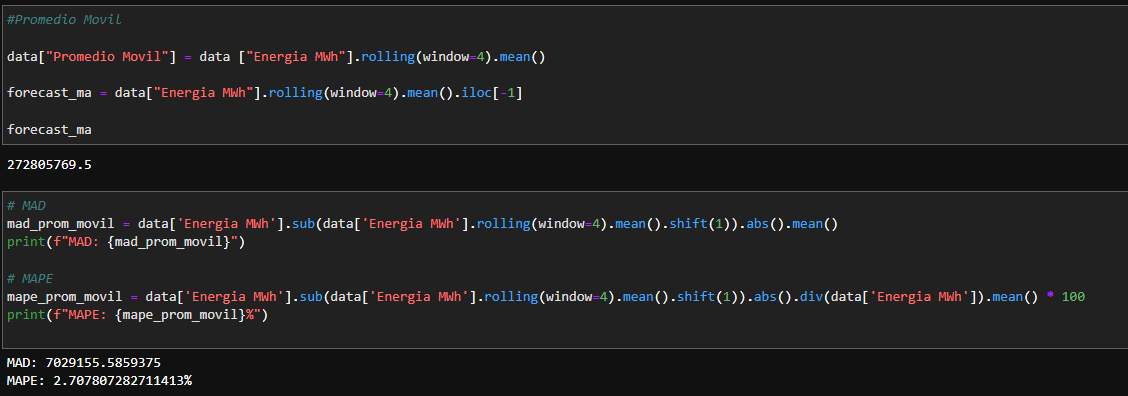 #Promedio Movil
data["Promedio Movil"] = data ["Energia MWh"].rolling(window=4).mean()
forecast_ma = data["Energia MWh"].rolling(window=4).mean().iloc[-1]
forecast_ma
272805769.5
# MAD
mad_prom_movil = data['Energia MWh'].sub(data['Energia MWh'].rolling(window=4).mean().shift(1)).abs().mean()
print(f"MAD: {mad_prom_movil}")
# MAPE
mape_prom_movil = data['Energia MWh'].sub(data['Energia MWh'].rolling(window=4).mean().shift(1)).abs().div(data['Energia MWh']).mean() * 100
print(f"MAPE: {mape_prom_movil}%")
MAD: 7029155.5859375
MAPE: 2.707807282711413%